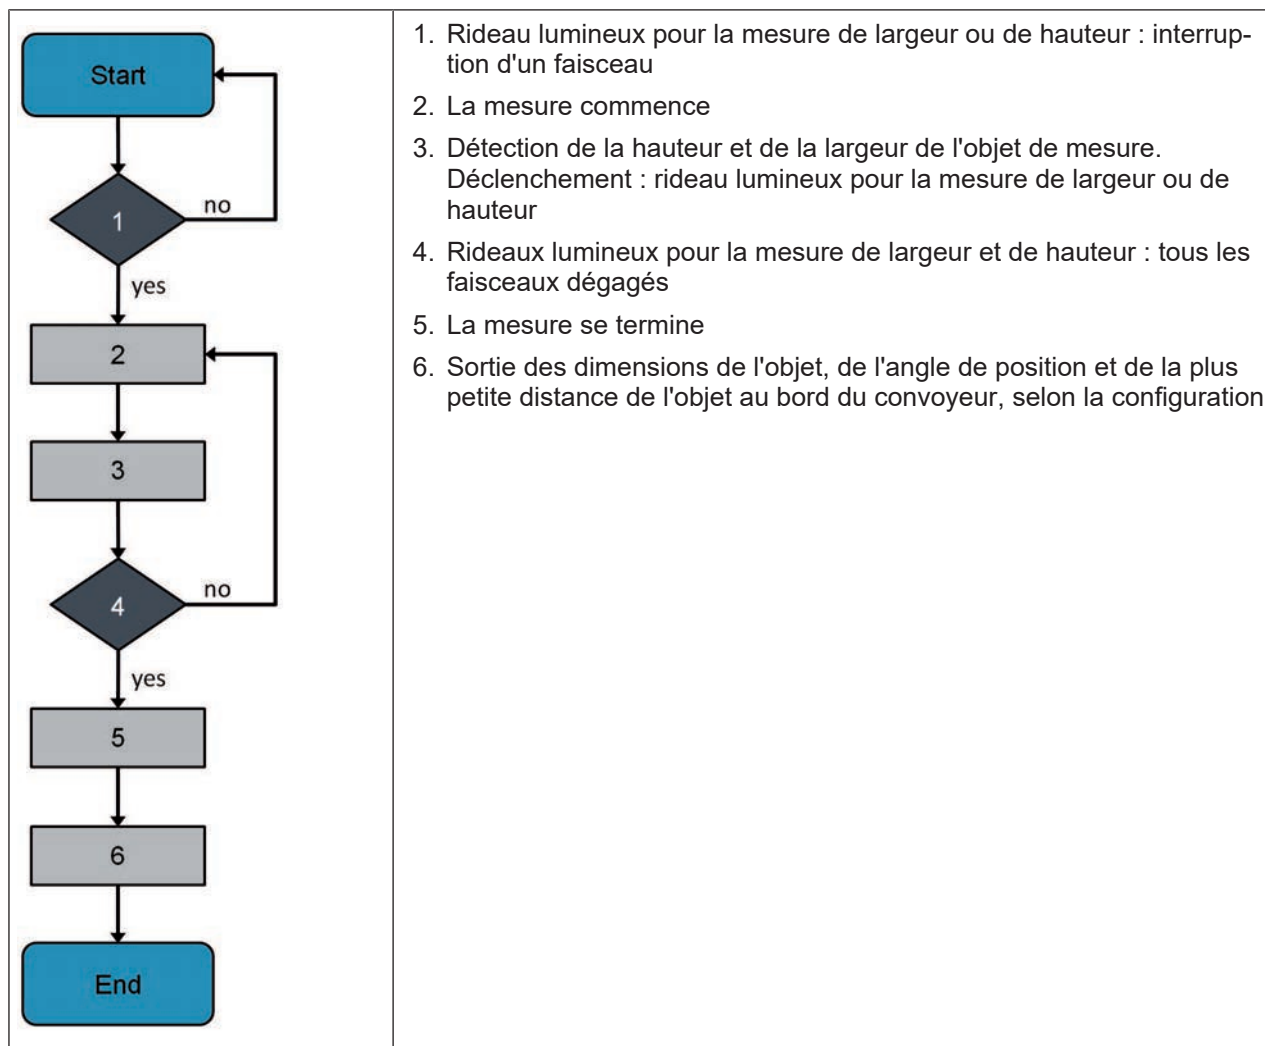 Start
1
no
yes
2
3
4
no
yes
5
6
End
1. Rideau lumineux pour la mesure de largeur ou de hauteur : interrup-
tion d'un faisceau
2. La mesure commence
3. Détection de la hauteur et de la largeur de l'objet de mesure.
Déclenchement : rideau lumineux pour la mesure de largeur ou de
hauteur
4. Rideaux lumineux pour la mesure de largeur et de hauteur : tous les
faisceaux dégagés
5. La mesure se termine
6. Sortie des dimensions de l'objet, de l'angle de position et de la plus
petite distance de l'objet au bord du convoyeur, selon la configuration